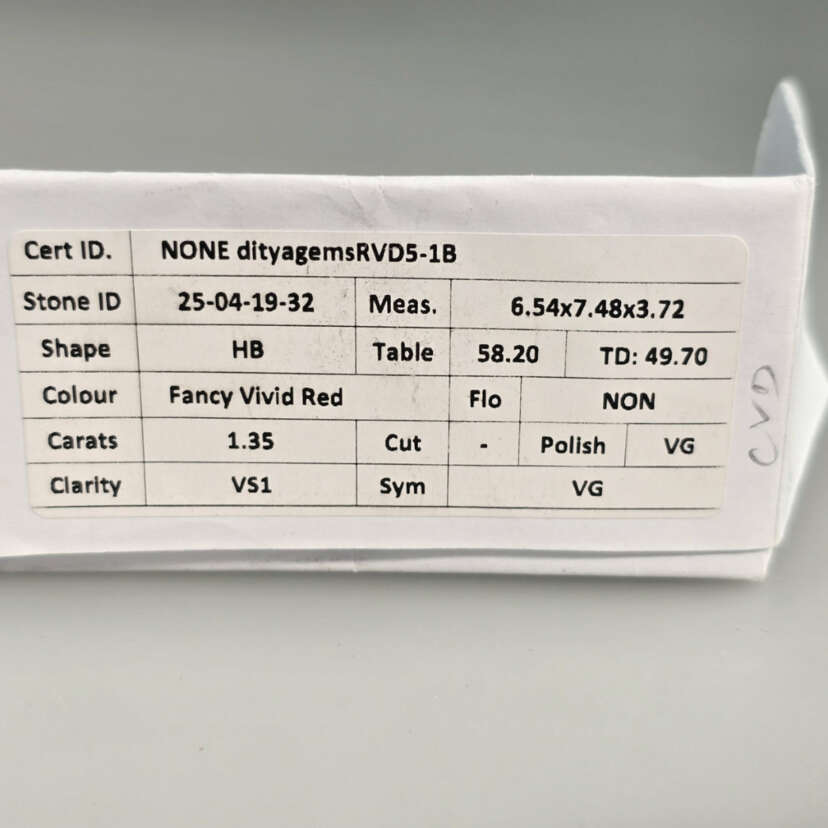 Cert ID. NONE dityagemsRVD5-1B
Stone ID 25-04-19-32 Meas. 6.54x7.48x3.72
Shape HB Table 58.20 TD: 49.70
Colour Fancy Vivid Red Flo NON
Carats 1.35 Cut - Polish VG
Clarity VS1 Sym VG
CVD